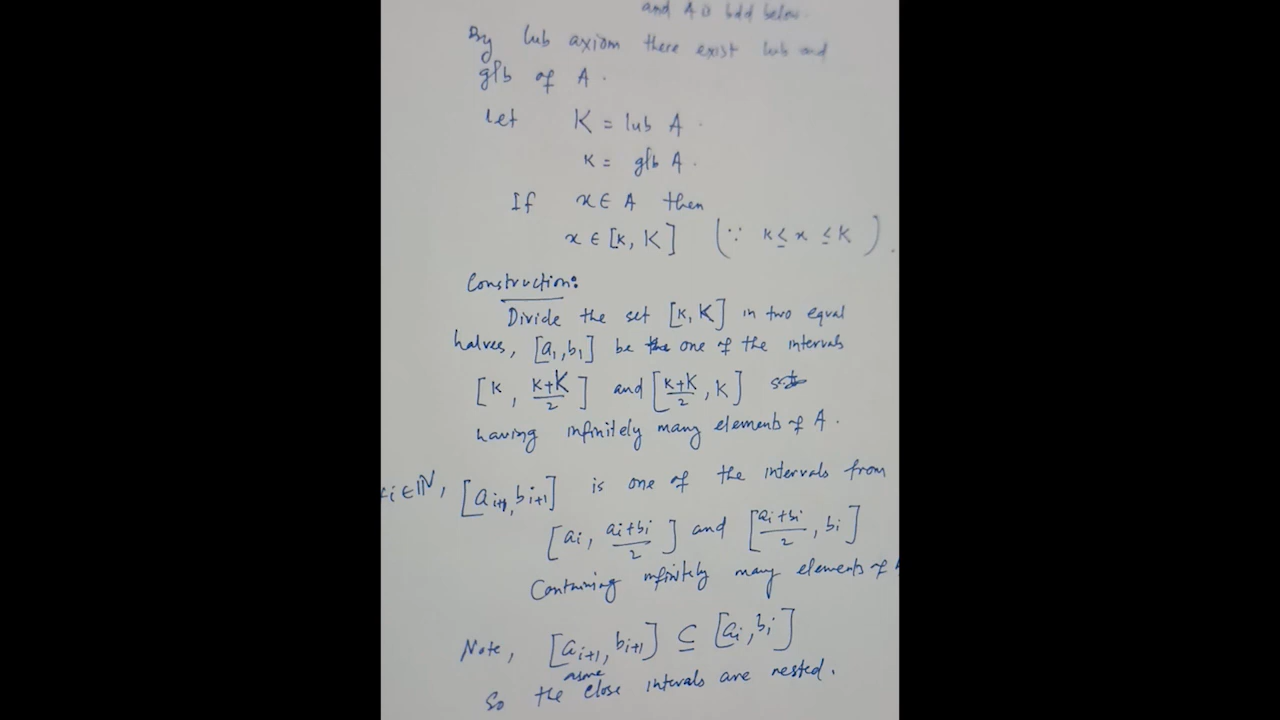 and A is bdd below.
By lub axiom there exist lub and
glb of A.
Let K = lub A.
k = glb A.
If x ∈ A then
x ∈ [k, K] (∵ k ≤ x ≤ K).
Construction:
Divide the set [k, K] in two equal
halves, [a₁, b₁] be the one of the intervals
[k, (k+K)/2] and [(k+K)/2, K]
having infinitely many elements of A.
i ∈ ℕ, [aᵢ₊₁, bᵢ₊₁] is one of the intervals from
[aᵢ, (aᵢ+bᵢ)/2] and [(aᵢ+bᵢ)/2, bᵢ]
Containing infinitely many elements of
Note, [aᵢ₊₁, bᵢ₊₁] ⊆ [aᵢ, bᵢ]
So the above close intervals are nested.